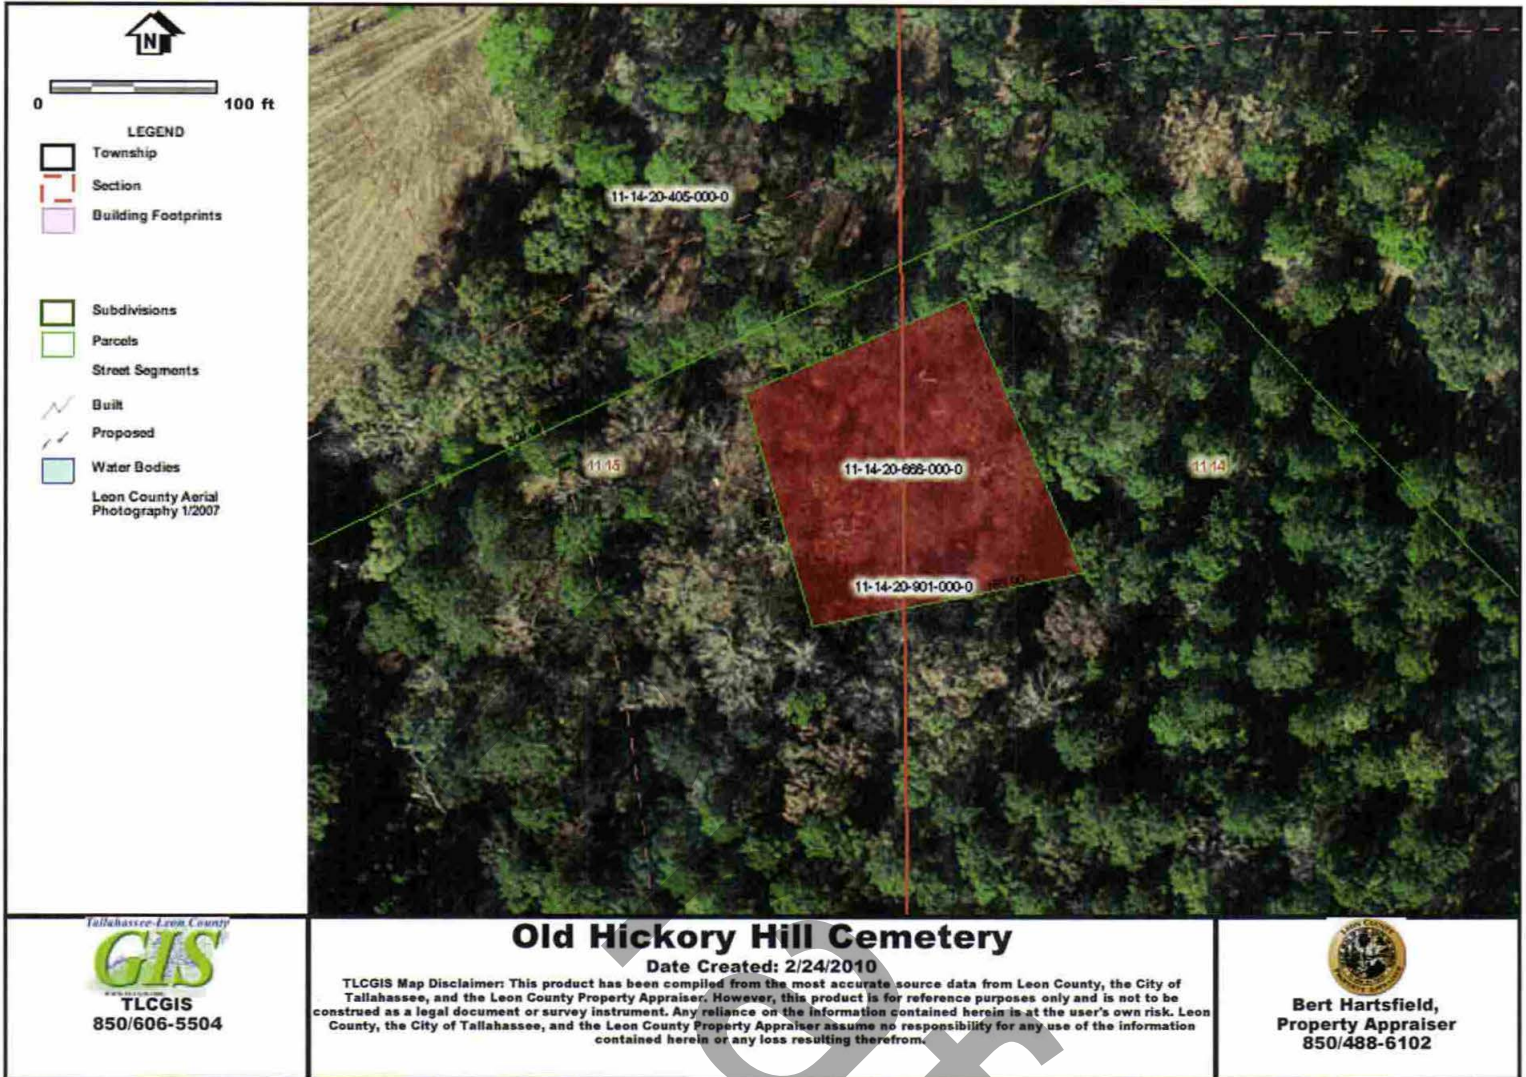 N
0 100 ft
LEGEND
Township
Section
Building Footprints
Subdivisions
Parcels
Street Segments
Built
Proposed
Water Bodies
Leon County Aerial
Photography 1/2007
11-14-20-405-000-0
11-14-20-666-000-0
11-14-20-901-000-0
11 15
11 14
Tallahassee-Leon County
GIS
TLCGIS
850/606-5504
Old Hickory Hill Cemetery
Date Created: 2/24/2010
TLCGIS Map Disclaimer: This product has been compiled from the most accurate source data from Leon County, the City of
Tallahassee, and the Leon County Property Appraiser. However, this product is for reference purposes only and is not to be
construed as a legal document or survey instrument. Any reliance on the information contained herein is at the user's own risk. Leon
County, the City of Tallahassee, and the Leon County Property Appraiser assume no responsibility for any use of the information
contained herein or any loss resulting therefrom.
Bert Hartsfield,
Property Appraiser
850/488-6102